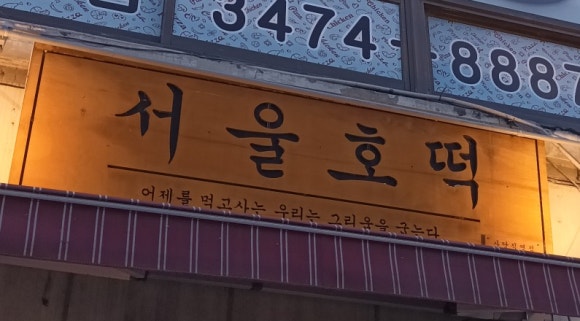 3474-8887
서울호떡
어제를 먹고사는 우리는 그리움을 굽는다